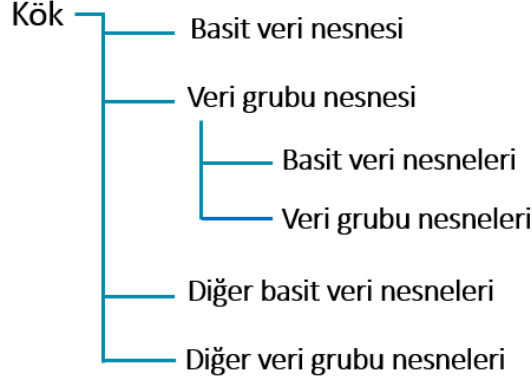 Kök
Basit veri nesnesi
Veri grubu nesnesi
Basit veri nesneleri
Veri grubu nesneleri
Diğer basit veri nesneleri
Diğer veri grubu nesneleri